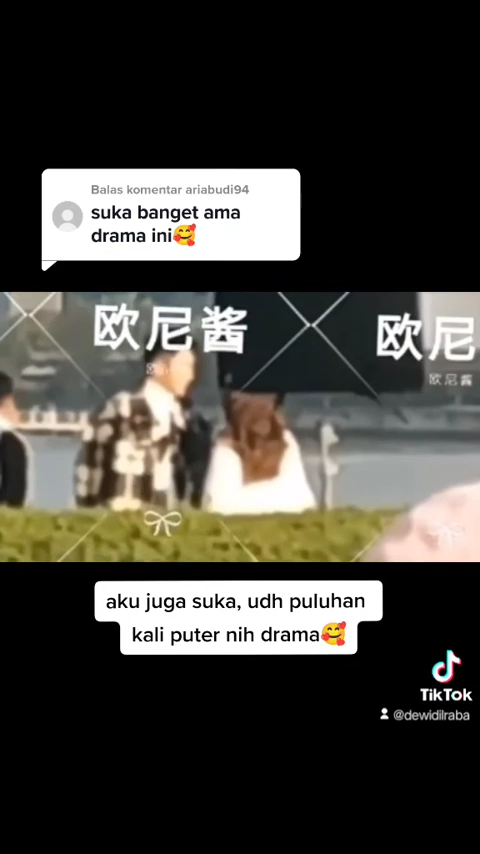 Balas komentar ariabudi94
suka banget ama
drama ini🥰
欧尼酱
欧尼
欧尼酱
aku juga suka, udh puluhan
kali puter nih drama🥰
TikTok
@dewidilraba